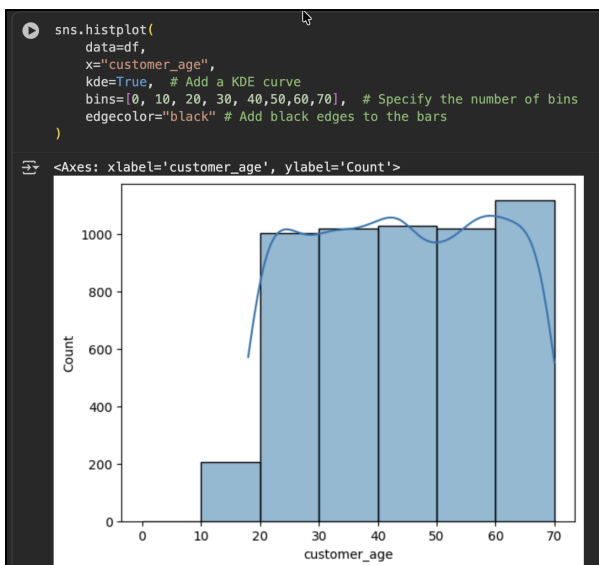 sns.histplot(
    data=df,
    x="customer_age",
    kde=True,  # Add a KDE curve
    bins=[0, 10, 20, 30, 40,50,60,70],  # Specify the number of bins
    edgecolor="black" # Add black edges to the bars
)
<Axes: xlabel='customer_age', ylabel='Count'>
1000
800
600
400
200
0
Count
0 10 20 30 40 50 60 70
customer_age